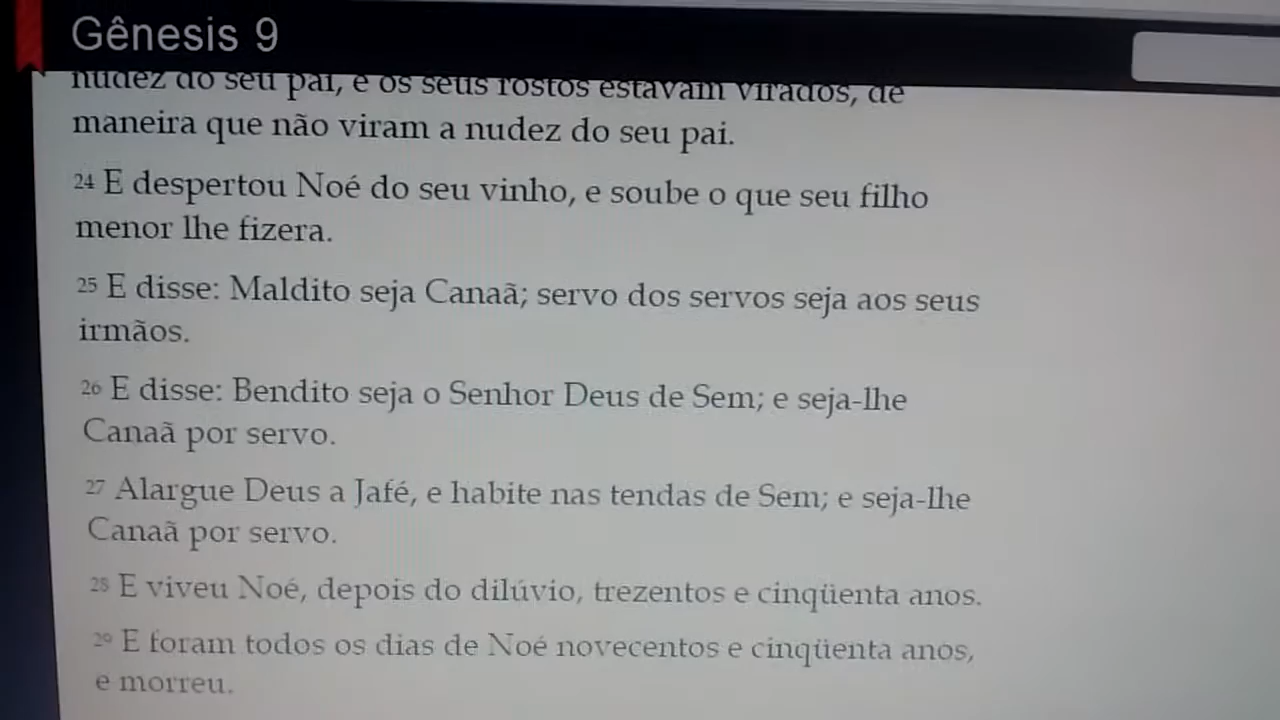 Gênesis 9
nudez do seu pai, e os seus rostos estavam virados, de
maneira que não viram a nudez do seu pai.
24 E despertou Noé do seu vinho, e soube o que seu filho
menor lhe fizera.
25 E disse: Maldito seja Canaã; servo dos servos seja aos seus
irmãos.
26 E disse: Bendito seja o Senhor Deus de Sem; e seja-lhe
Canaã por servo.
27 Alargue Deus a Jafé, e habite nas tendas de Sem; e seja-lhe
Canaã por servo.
28 E viveu Noé, depois do dilúvio, trezentos e cinqüenta anos.
29 E foram todos os dias de Noé novecentos e cinqüenta anos,
e morreu.